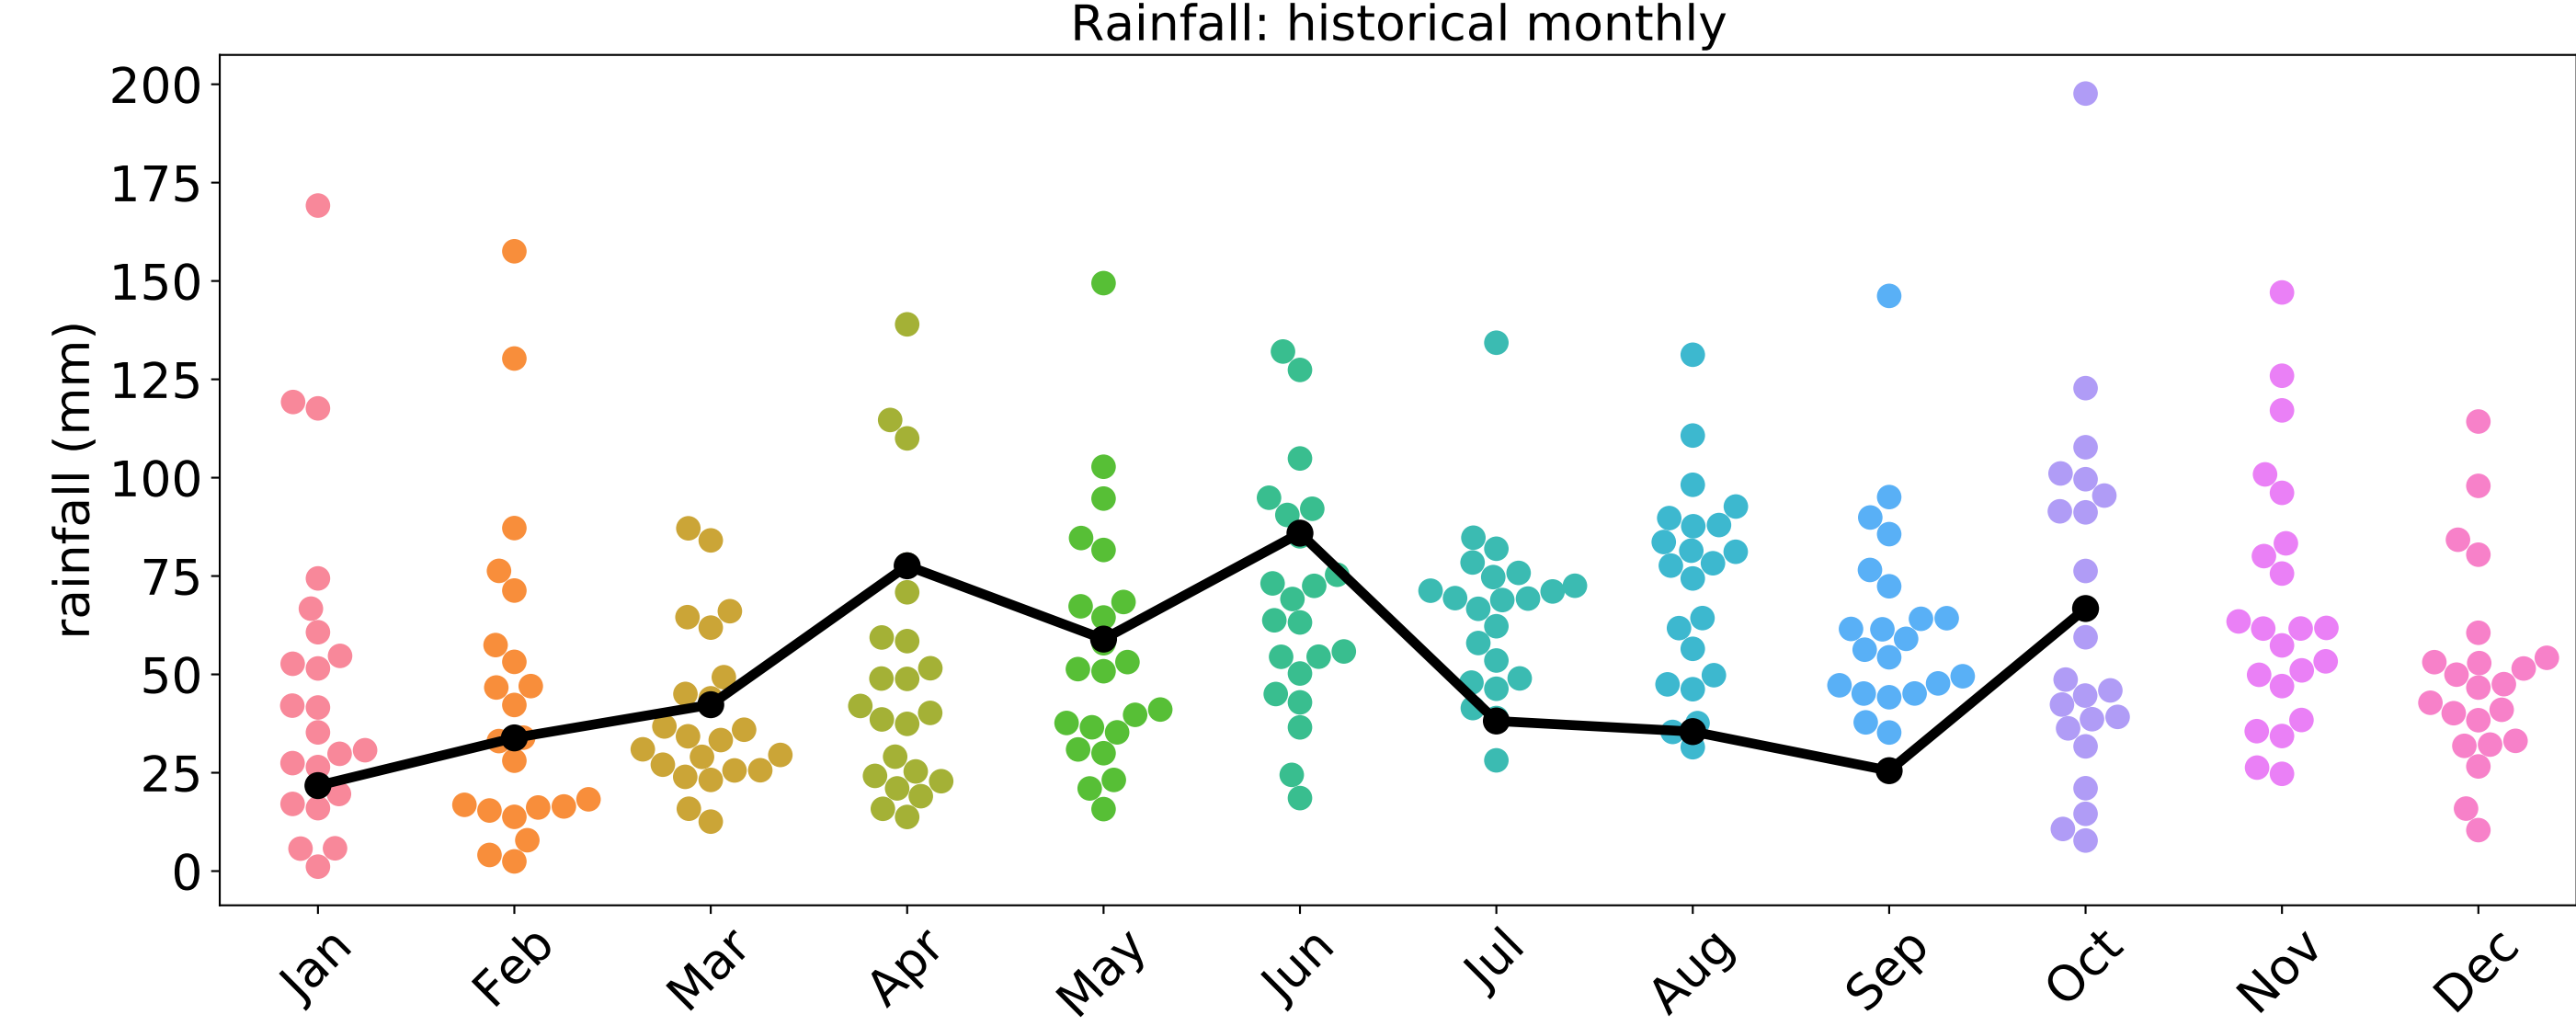 Rainfall: historical monthly
rainfall (mm)
200
175
150
125
100
75
50
25
0
Jan
Feb
Mar
Apr
May
Jun
Jul
Aug
Sep
Oct
Nov
Dec